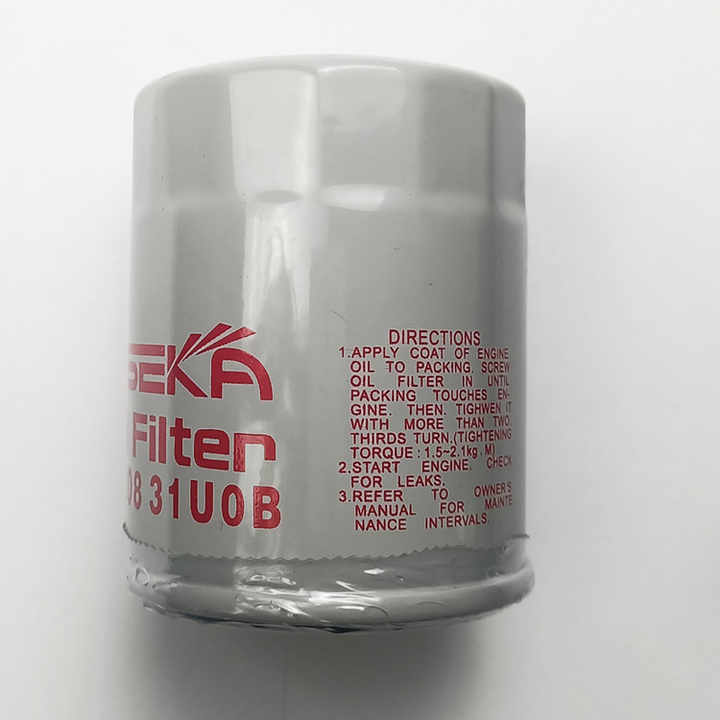 Filter
08 31U0B
DIRECTIONS
1.APPLY COAT OF ENGINE
OIL TO PACKING. SCREW
OIL FILTER IN UNTIL
PACKING TOUCHES EN-
GINE. THEN. TIGHWEN IT
WITH MORE THAN TWO.
THIRDS TURN.(TIGHTENING
TORQUE : 1.5~2.1kg . M)
2.START ENGINE. CHECK
FOR LEAKS.
3.REFER TO OWNER'S
MANUAL FOR MAINTE
NANCE INTERVALS